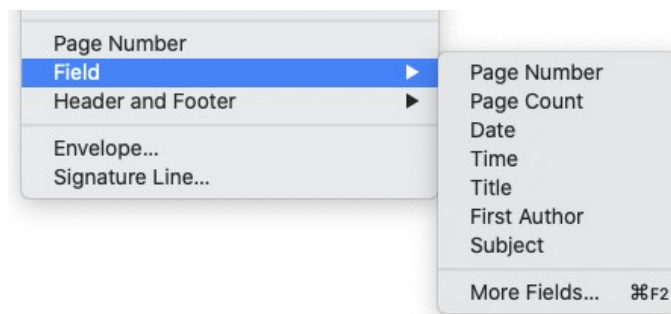 Page Number
Field
Header and Footer
Envelope...
Signature Line...
Page Number
Page Count
Date
Time
Title
First Author
Subject
More Fields... ⌘F2